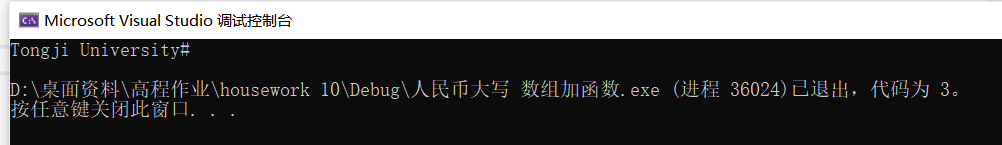 Microsoft Visual Studio 调试控制台
Tongji University#
D:\桌面资料\高程作业\housework 10\Debug\人民币大写 数组加函数.exe (进程 36024)已退出，代码为 3。
按任意键关闭此窗口. . .